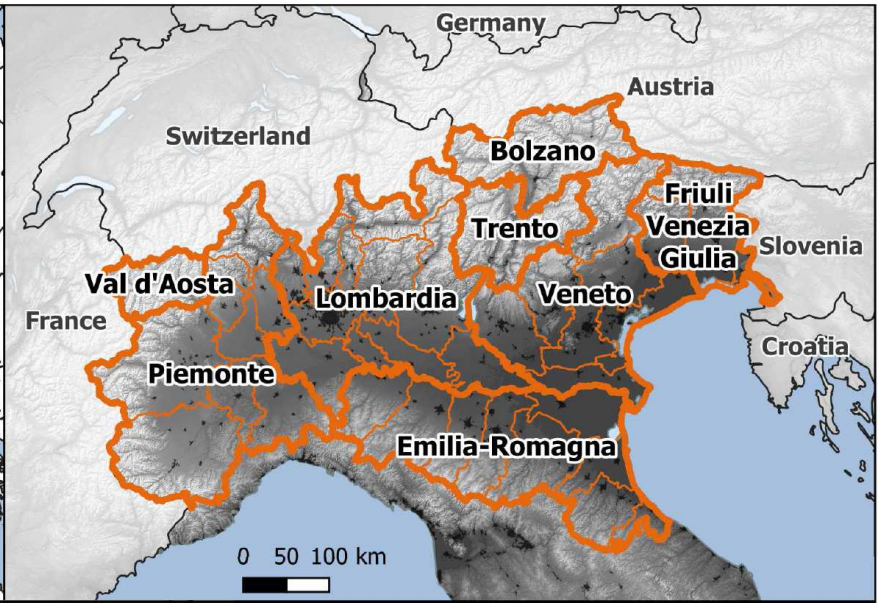 Germany
Austria
Switzerland
Bolzano
Friuli
Venezia
Giulia
Trento
Slovenia
Val d'Aosta
Lombardia
Veneto
France
Croatia
Piemonte
Emilia-Romagna
0 50 100 km